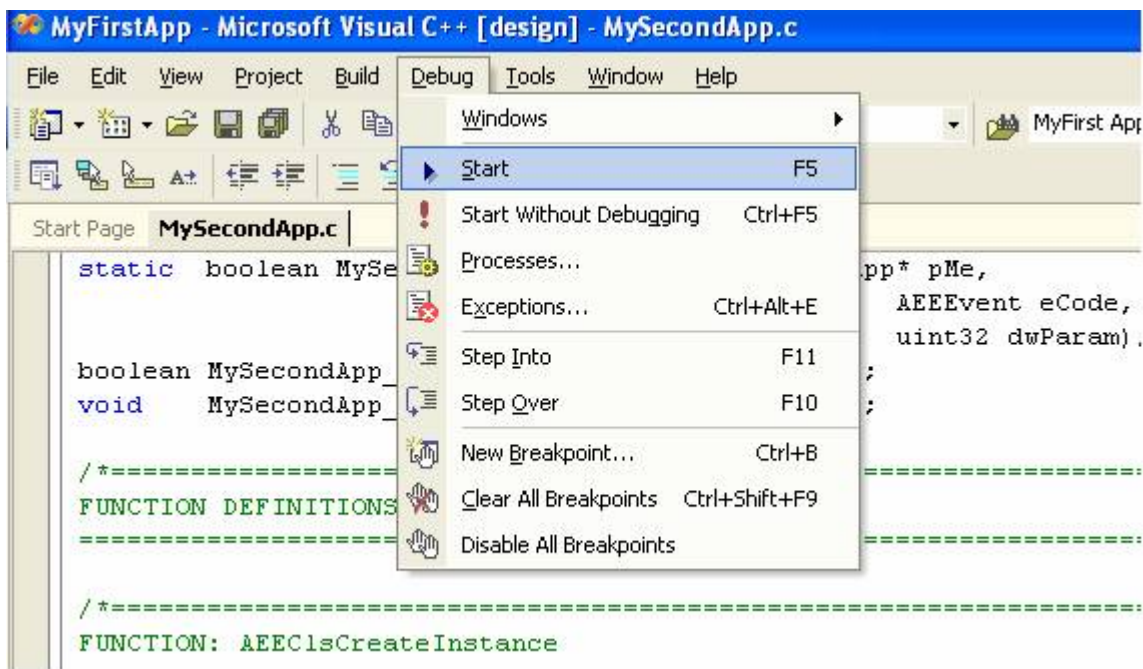 MyFirstApp - Microsoft Visual C++ [design] - MySecondApp.c
File Edit View Project Build Debug Tools Window Help
Windows
MyFirst App
Start F5
Start Without Debugging Ctrl+F5
Start Page MySecondApp.c
Processes...
static boolean MySe pp* pMe,
AEEEvent eCode,
Exceptions... Ctrl+Alt+E
uint32 dwParam)
Step Into F11
boolean MySecondApp_ ;
Step Over F10
void MySecondApp_ ;
New Breakpoint... Ctrl+B
/*==================== ====================
Clear All Breakpoints Ctrl+Shift+F9
FUNCTION DEFINITIONS
Disable All Breakpoints
==================== ====================
/*====================================================================
FUNCTION: AEEClsCreateInstance